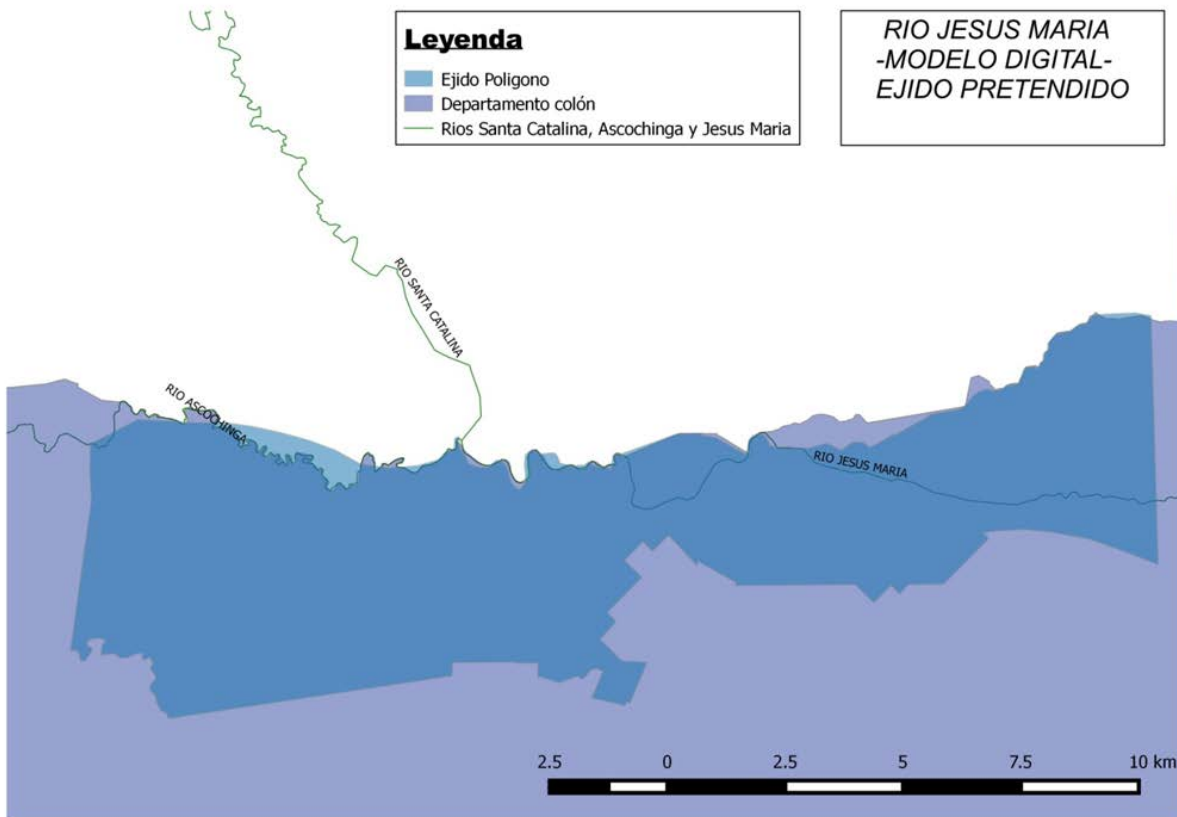 Leyenda
Ejido Poligono
Departamento colón
Rios Santa Catalina, Ascochinga y Jesus Maria
RIO JESUS MARIA
-MODELO DIGITAL-
EJIDO PRETENDIDO
RIO SANTA CATALINA
RIO ASCOCHINGA
RIO JESUS MARIA
2.5 0 2.5 5 7.5 10 km